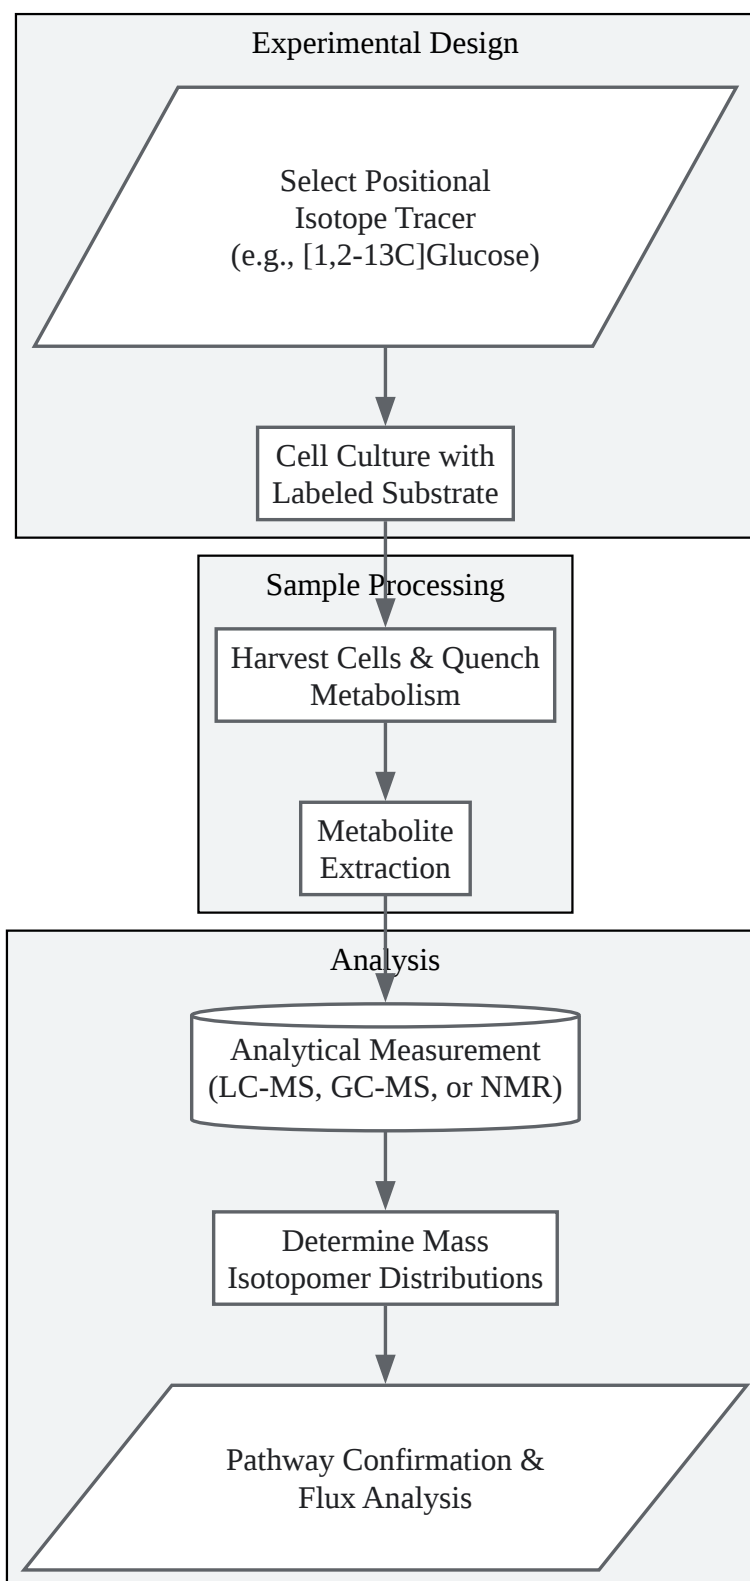 Experimental Design
Select Positional
Isotope Tracer
(e.g., [1,2-13C]Glucose)
Cell Culture with
Labeled Substrate
Sample Processing
Harvest Cells & Quench
Metabolism
Metabolite
Extraction
Analysis
Analytical Measurement
(LC-MS, GC-MS, or NMR)
Determine Mass
Isotopomer Distributions
Pathway Confirmation &
Flux Analysis